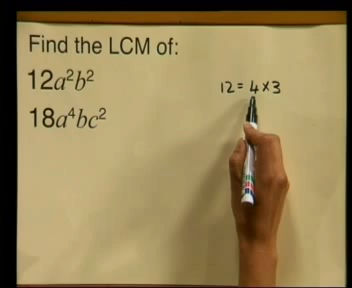 Find the LCM of:
12a²b²
12= 4×3
18a⁴bc²